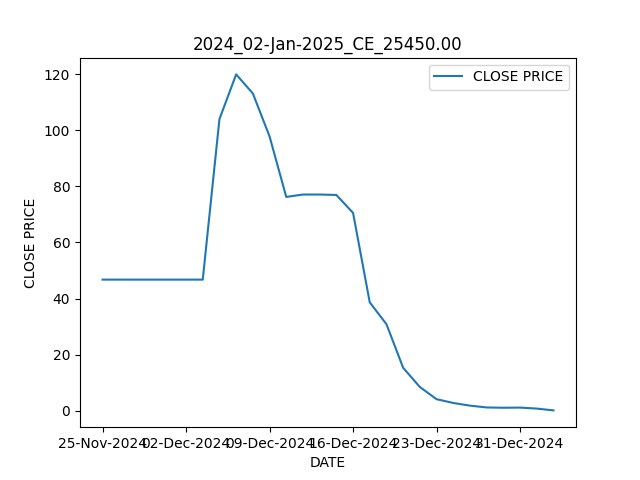 2024_02-Jan-2025_CE_25450.00
CLOSE PRICE
120
100
80
60
40
20
0
CLOSE PRICE
25-Nov-2024
02-Dec-2024
09-Dec-2024
16-Dec-2024
23-Dec-2024
31-Dec-2024
DATE